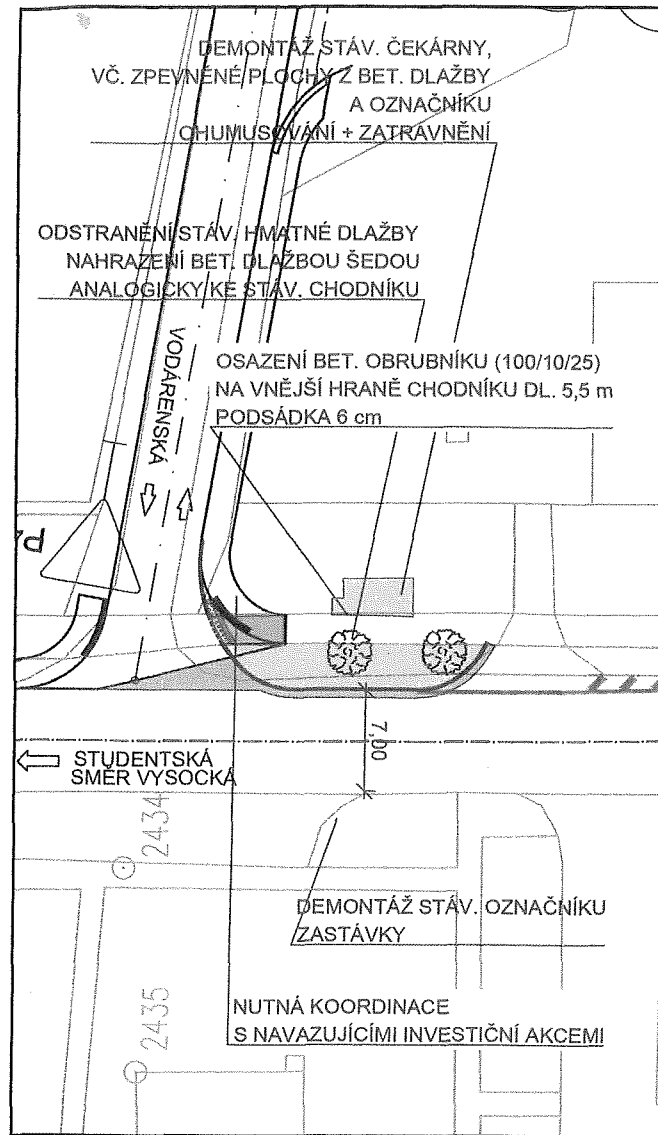 DEMONTÁŽ STÁV. ČEKÁRNY,
VČ. ZPEVNĚNÉ PLOCHY Z BET. DLAŽBY
A OZNAČNÍKU
OHUMUSOVÁNÍ + ZATRAVNĚNÍ
ODSTRANĚNÍ STÁV. HMATNÉ DLAŽBY
NAHRAZENÍ BET. DLAŽBOU ŠEDOU
ANALOGICKY KE STÁV. CHODNÍKU
VODÁRENSKÁ
OSAZENÍ BET. OBRUBNÍKU (100/10/25)
NA VNĚJŠÍ HRANĚ CHODNÍKU DL. 5,5 m
PODSÁDKA 6 cm
7,00
STUDENTSKÁ
SMĚR VYSOCKÁ
2434
DEMONTÁŽ STÁV. OZNAČNÍKU
ZASTÁVKY
2435
NUTNÁ KOORDINACE
S NAVAZUJÍCÍMI INVESTIČNÍ AKCEMI